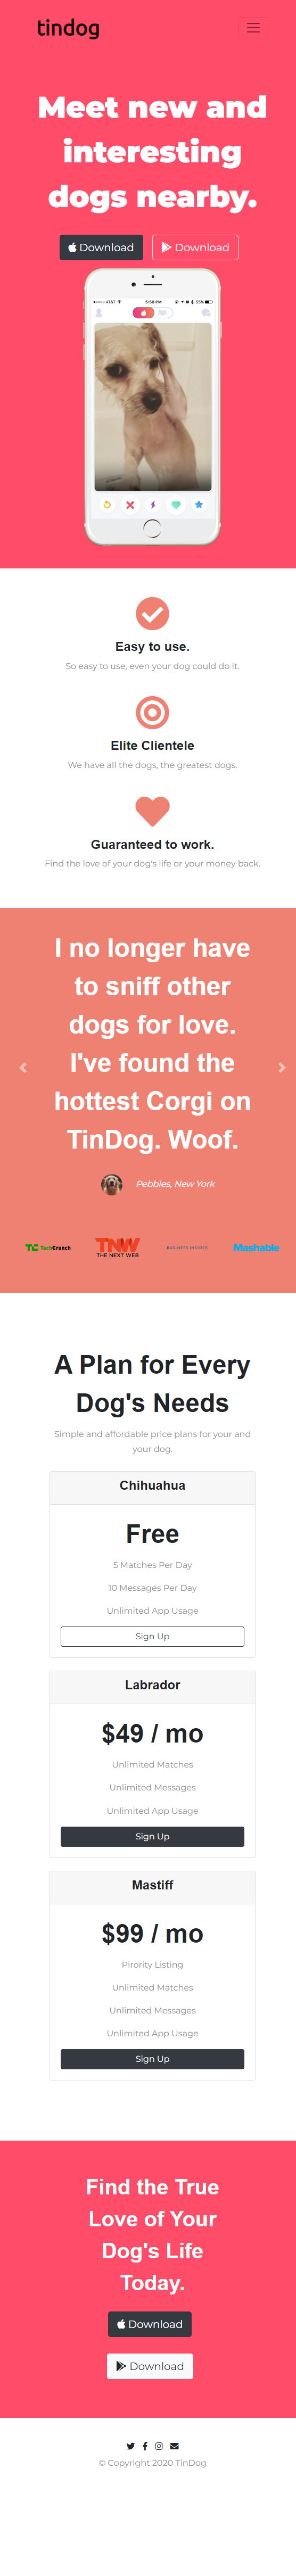 tindog
Meet new and
interesting
dogs nearby.
Download Download
AT&T 5:58 PM 55%
Easy to use.
So easy to use, even your dog could do it.
Elite Clientele
We have all the dogs, the greatest dogs.
Guaranteed to work.
Find the love of your dog's life or your money back.
I no longer have
to sniff other
dogs for love.
I've found the
hottest Corgi on
TinDog. Woof.
Pebbles, New York
TC TechCrunch TNW THE NEXT WEB BUSINESS INSIDER Mashable
A Plan for Every
Dog's Needs
Simple and affordable price plans for your and
your dog.
Chihuahua
Free
5 Matches Per Day
10 Messages Per Day
Unlimited App Usage
Sign Up
Labrador
$49 / mo
Unlimited Matches
Unlimited Messages
Unlimited App Usage
Sign Up
Mastiff
$99 / mo
Pirority Listing
Unlimited Matches
Unlimited Messages
Unlimited App Usage
Sign Up
Find the True
Love of Your
Dog's Life
Today.
Download
Download
© Copyright 2020 TinDog